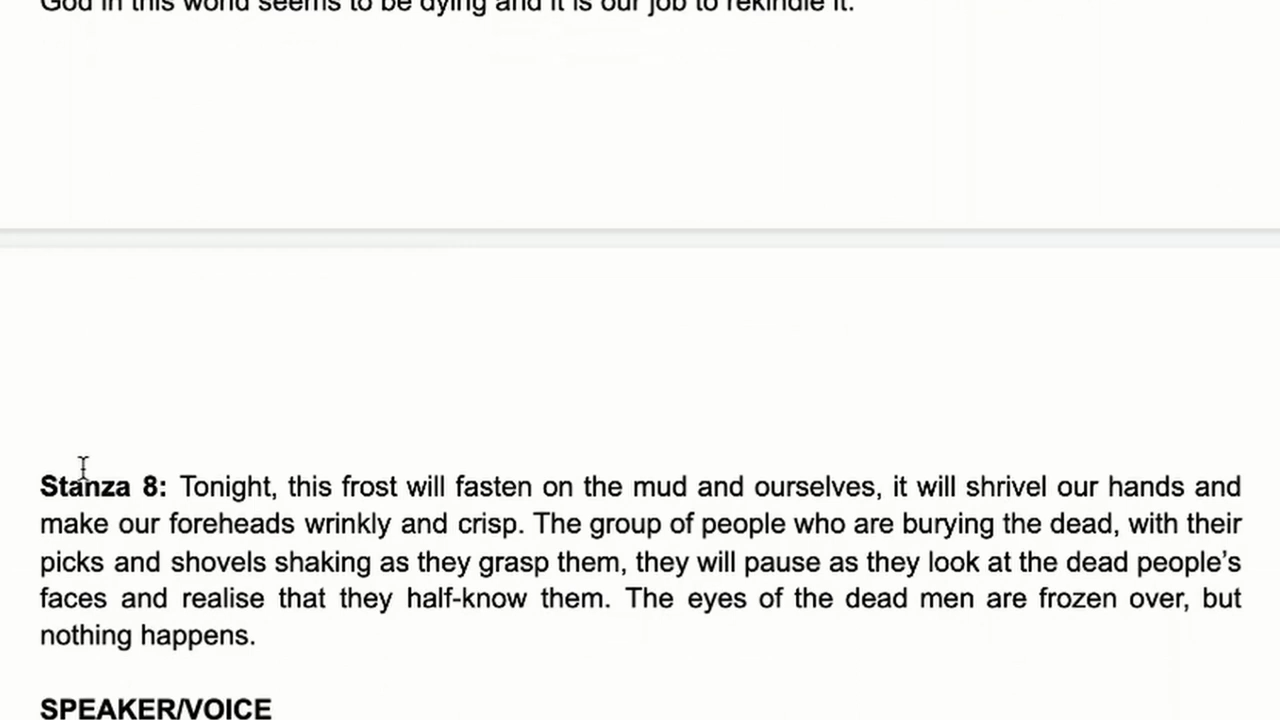 God in this world seems to be dying and it is our job to rekindle it.
Stanza 8: Tonight, this frost will fasten on the mud and ourselves, it will shrivel our hands and
make our foreheads wrinkly and crisp. The group of people who are burying the dead, with their
picks and shovels shaking as they grasp them, they will pause as they look at the dead people’s
faces and realise that they half-know them. The eyes of the dead men are frozen over, but
nothing happens.
SPEAKER/VOICE